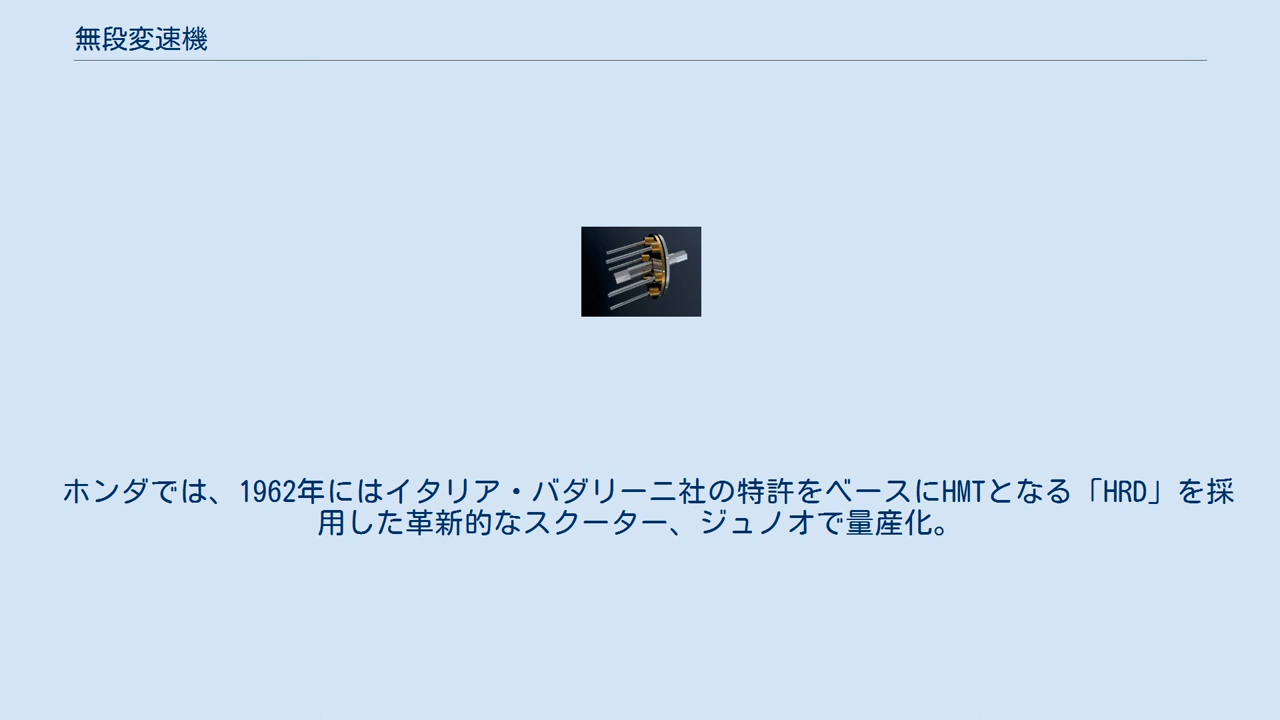 無段変速機
ホンダでは、1962年にはイタリア・バダリーニ社の特許をベースにHMTとなる「HRD」を採
用した革新的なスクーター、ジュノオで量産化。